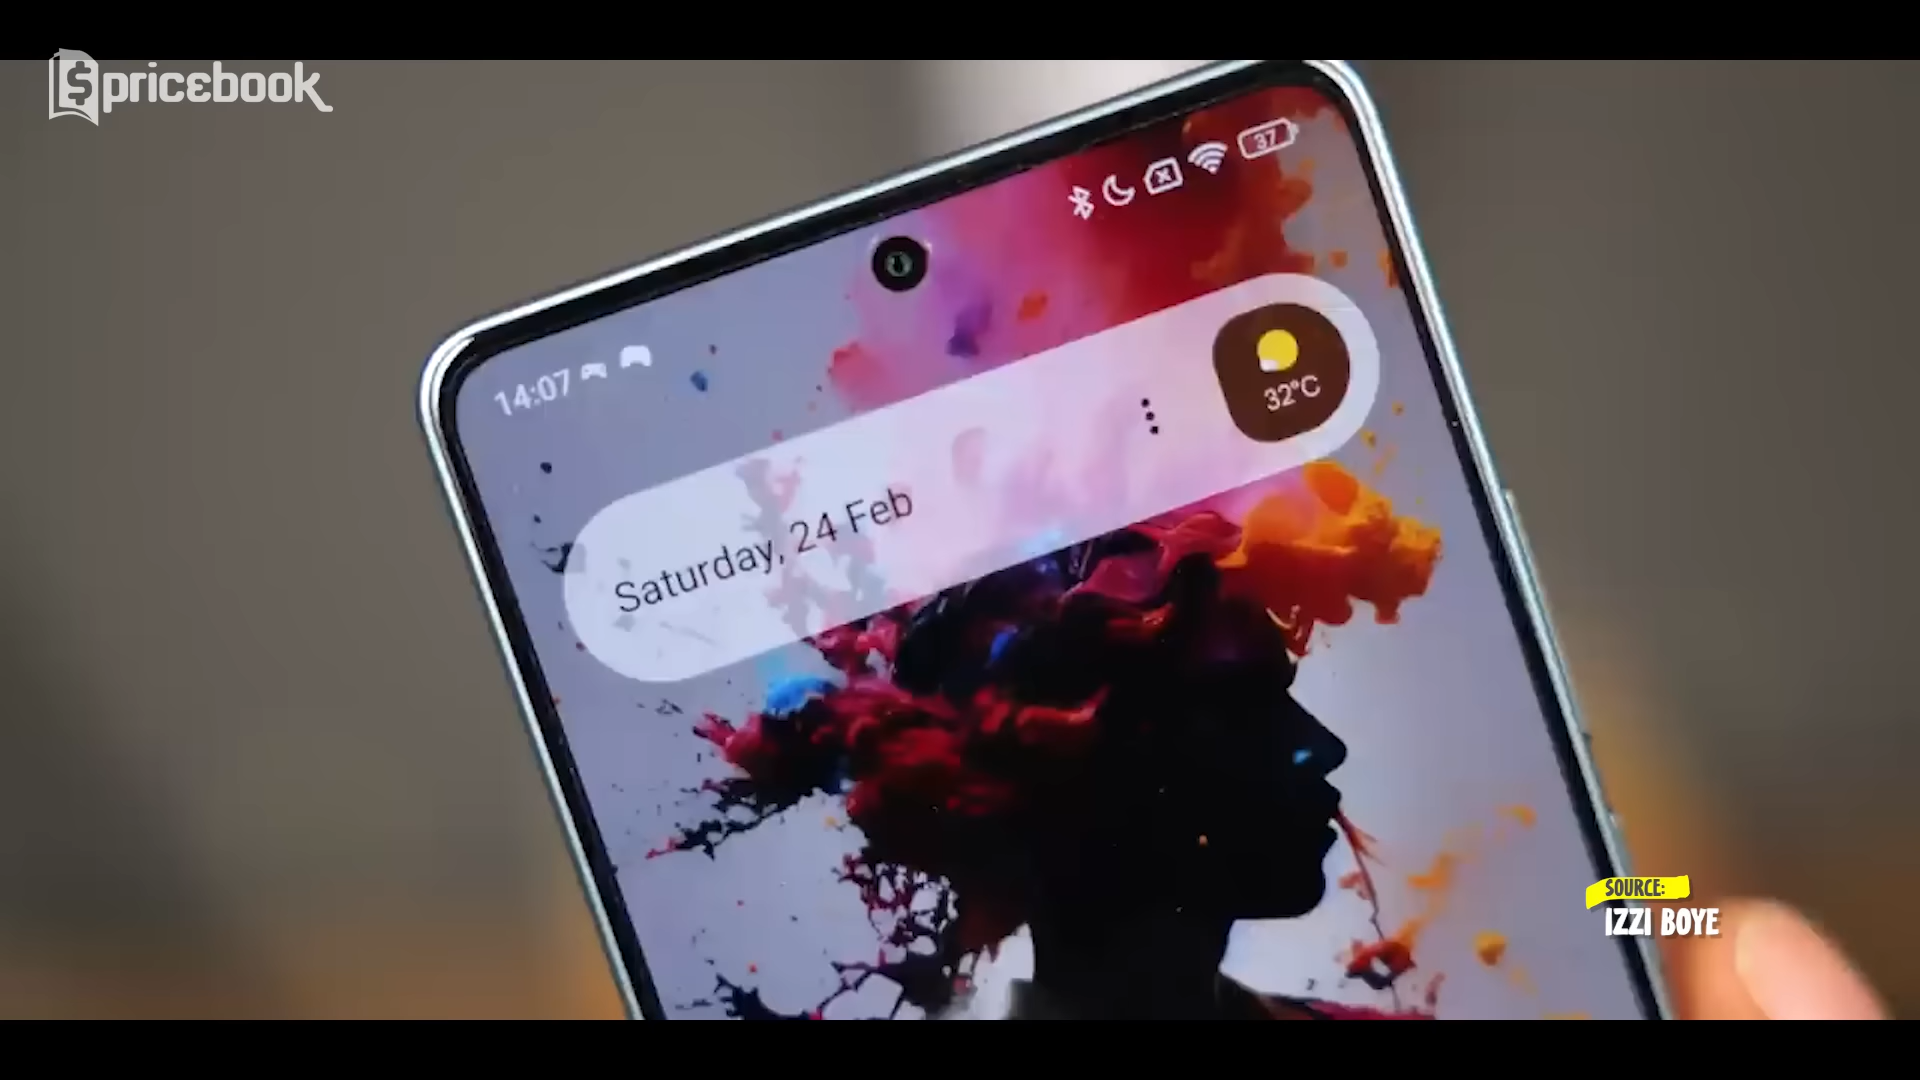 pricebook
37
14:07
32°C
Saturday, 24 Feb
SOURCE:
IZZI BOYE